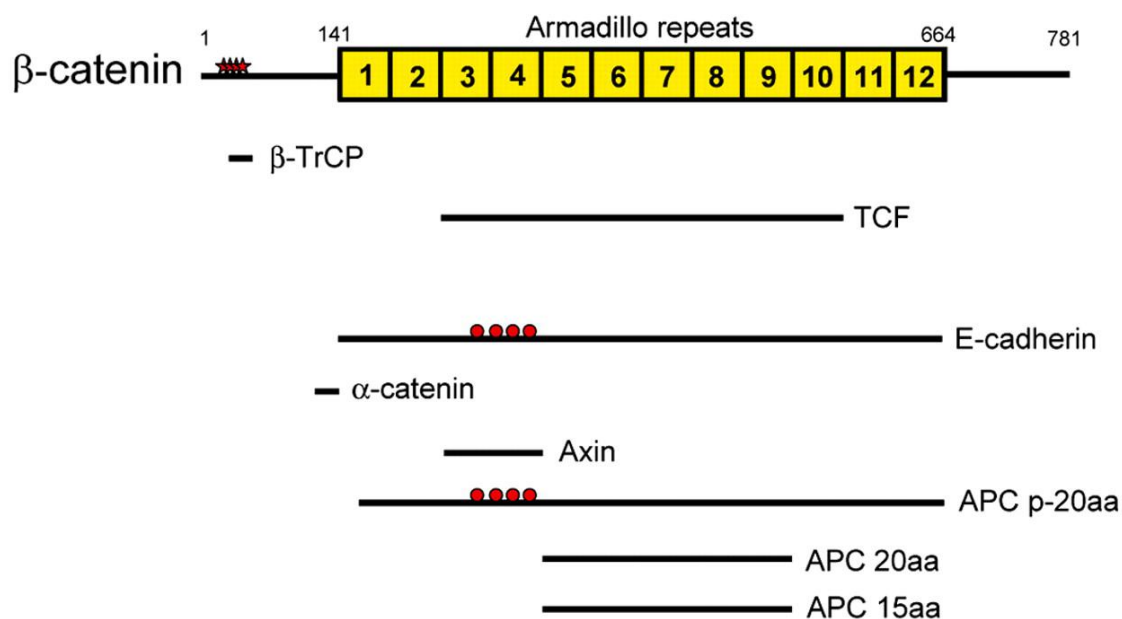 Armadillo repeats
1 141 664 781
β-catenin 1 2 3 4 5 6 7 8 9 10 11 12
β-TrCP
TCF
E-cadherin
α-catenin
Axin
APC p-20aa
APC 20aa
APC 15aa